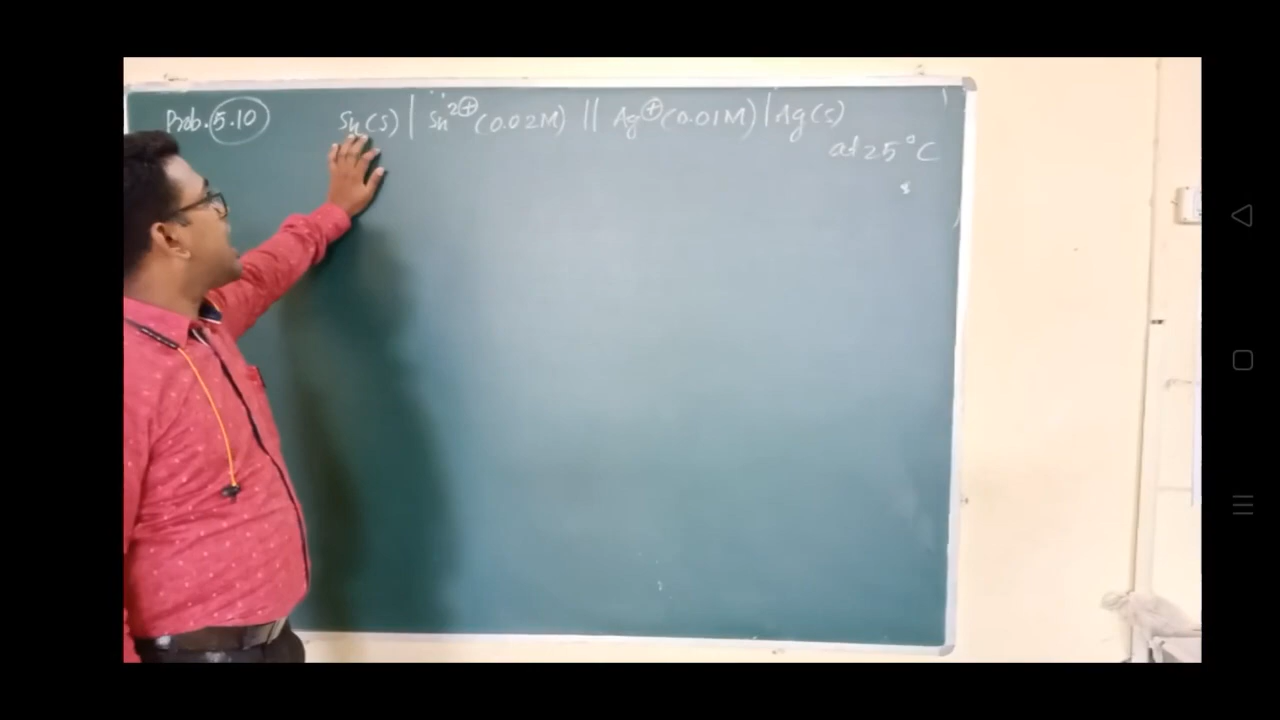 Prob. 5.10 Sn(s) | Sn²⊕ (0.02M) || Ag⊕ (0.01M) | Ag(s)
at 25°C